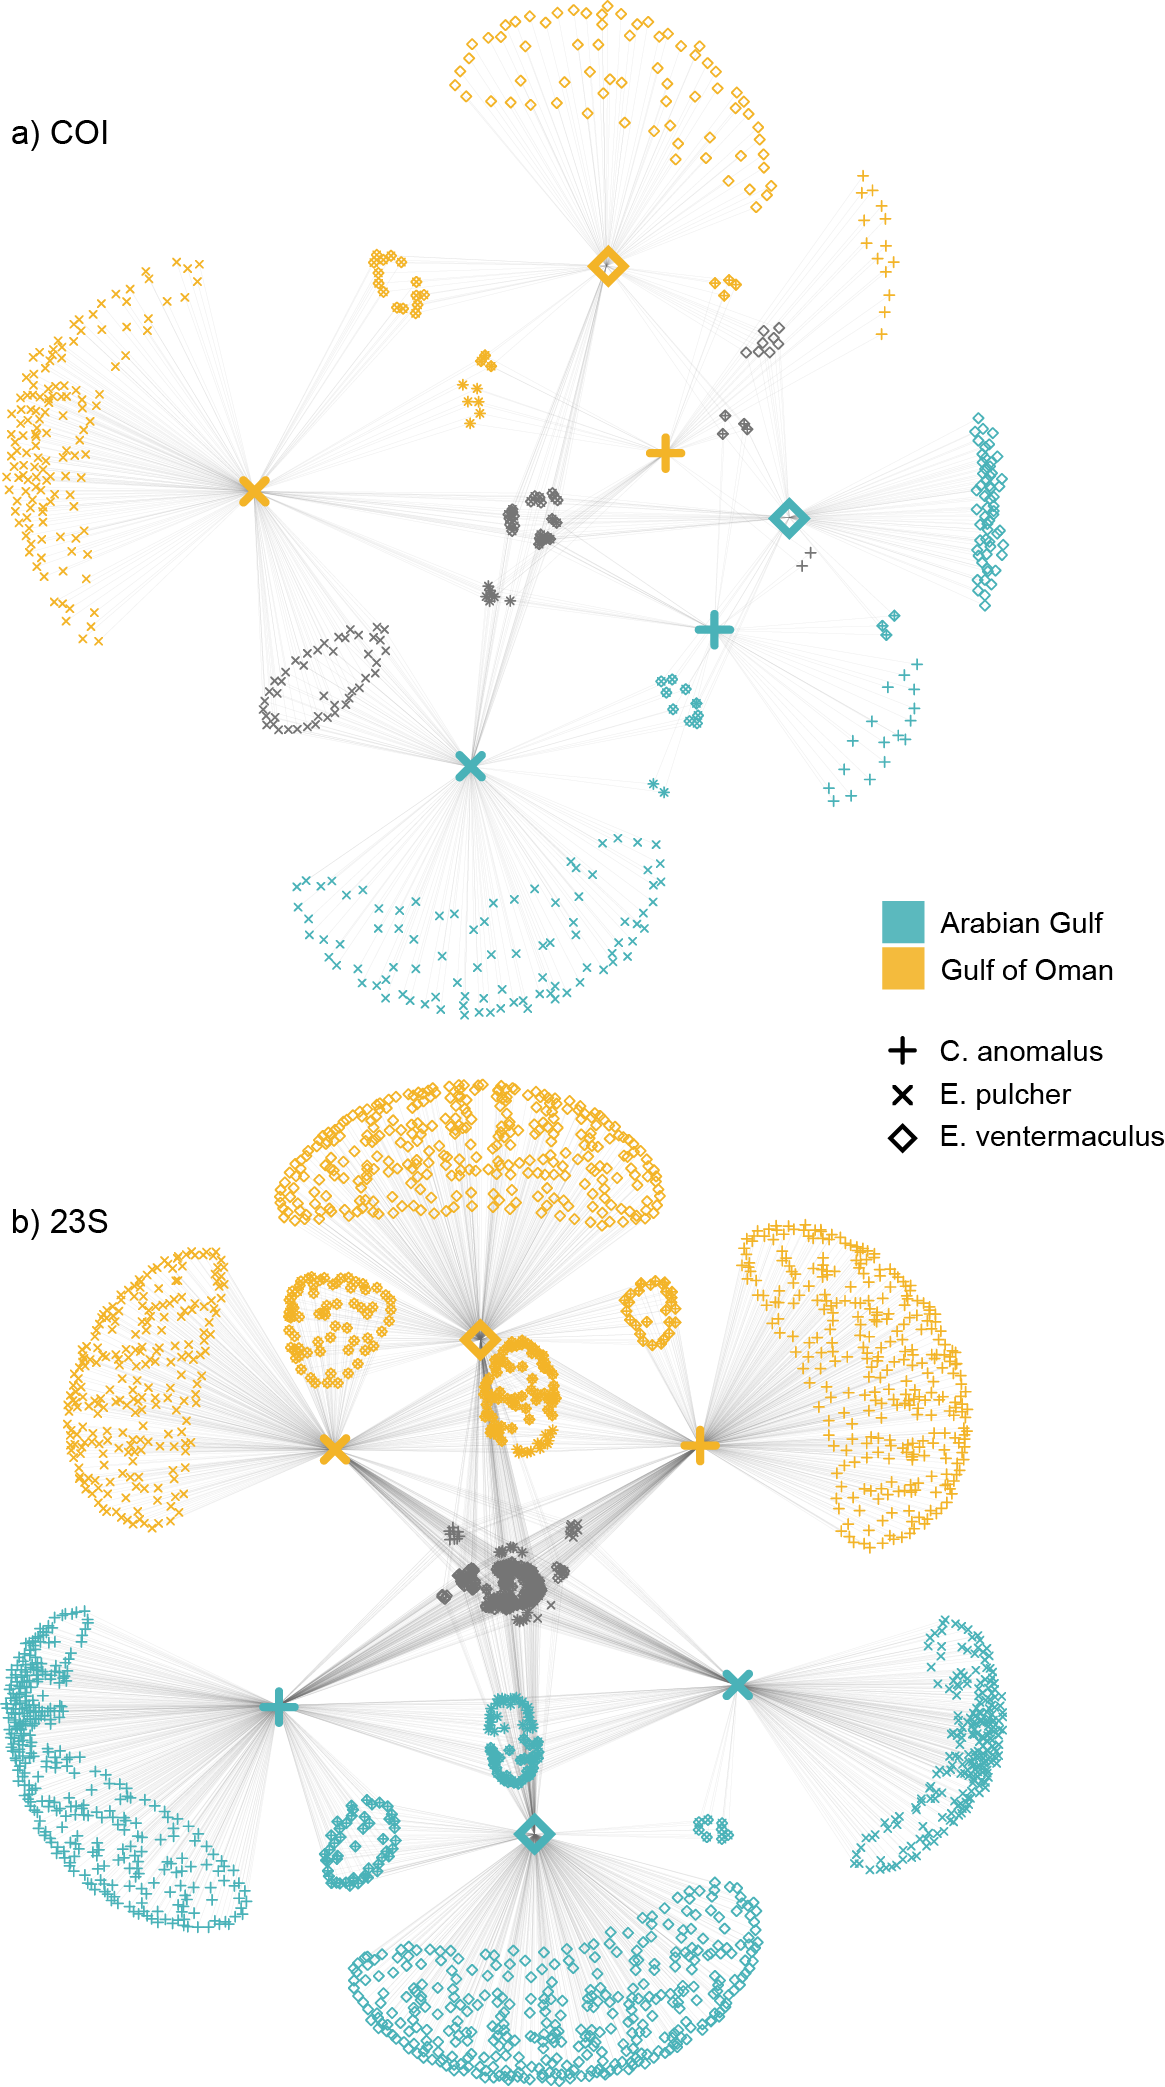 a) COI
Arabian Gulf
Gulf of Oman
C. anomalus
E. pulcher
E. ventermaculus
b) 23S